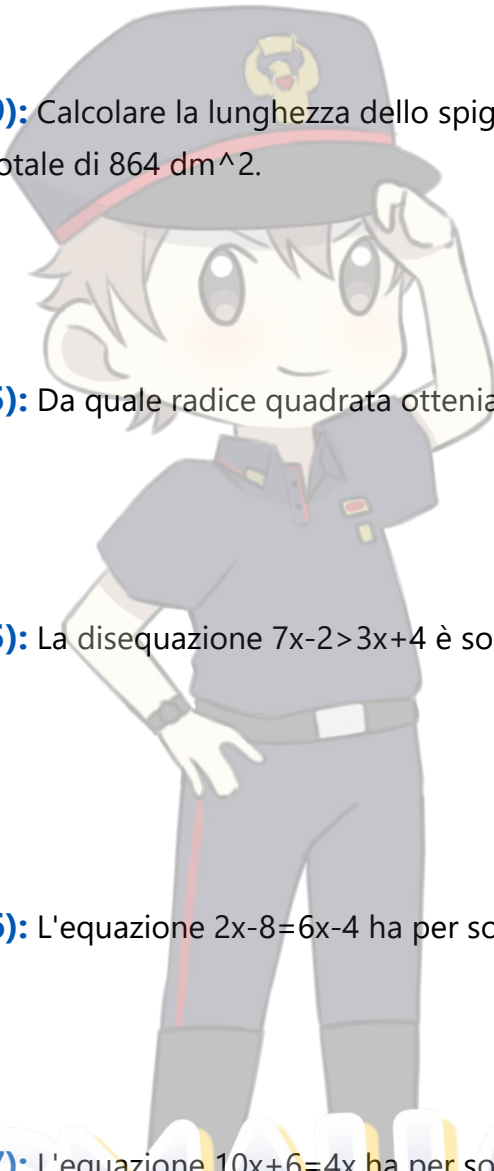 ): Calcolare la lunghezza dello spig
otale di 864 dm^2.
): Da quale radice quadrata ottenia
): La disequazione 7x-2>3x+4 è so
): L'equazione 2x-8=6x-4 ha per so
): L'equazione 10x+6=4x ha per so